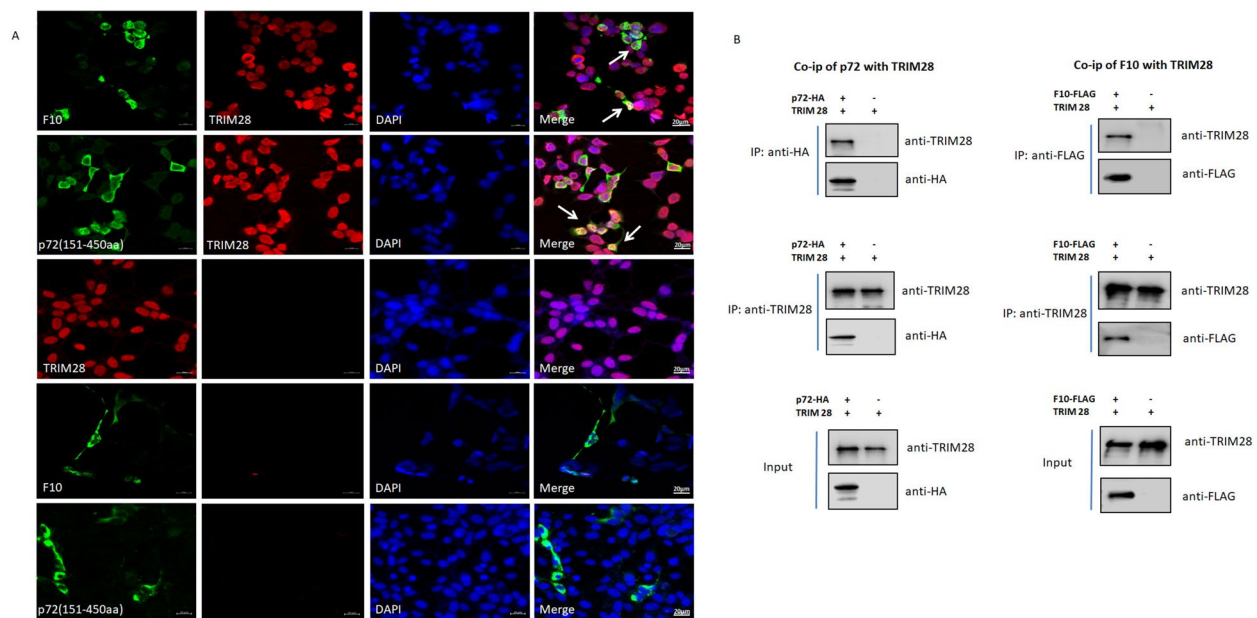 A
F10
TRIM28
DAPI
Merge
20μm
p72(151-450aa)
TRIM28
DAPI
Merge
20μm
TRIM28
DAPI
Merge
20μm
F10
DAPI
Merge
20μm
p72(151-450aa)
DAPI
Merge
20μm
B
Co-ip of p72 with TRIM28
p72-HA + -
TRIM 28 + +
IP: anti-HA
anti-TRIM28
anti-HA
p72-HA + -
TRIM 28 + +
IP: anti-TRIM28
anti-TRIM28
anti-HA
p72-HA + -
TRIM 28 + +
Input
anti-TRIM28
anti-HA
Co-ip of F10 with TRIM28
F10-FLAG + -
TRIM 28 + +
IP: anti-FLAG
anti-TRIM28
anti-FLAG
F10-FLAG + -
TRIM 28 + +
IP: anti-TRIM28
anti-TRIM28
anti-FLAG
F10-FLAG + -
TRIM 28 + +
Input
anti-TRIM28
anti-FLAG